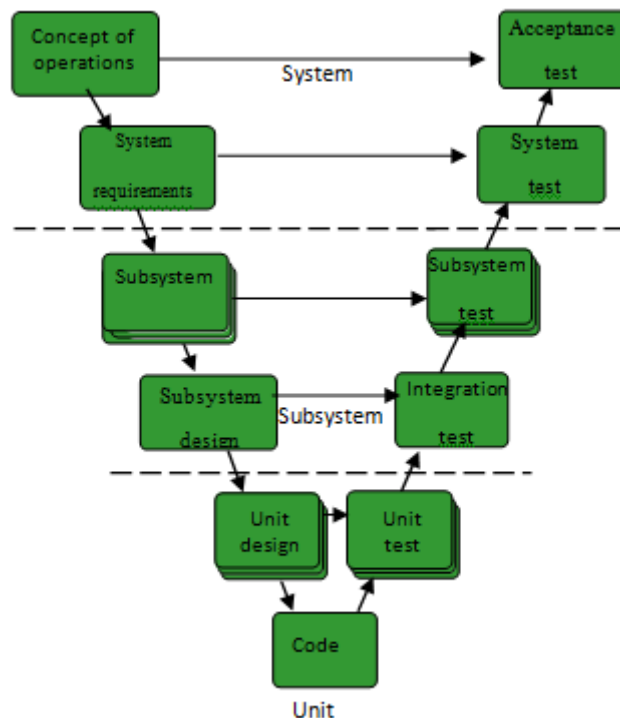 Concept of
operations
System
Acceptance
test
System
requirements
System
test
Subsystem
Subsystem
test
Subsystem
design
Subsystem
Integration
test
Unit
design
Unit
test
Code
Unit